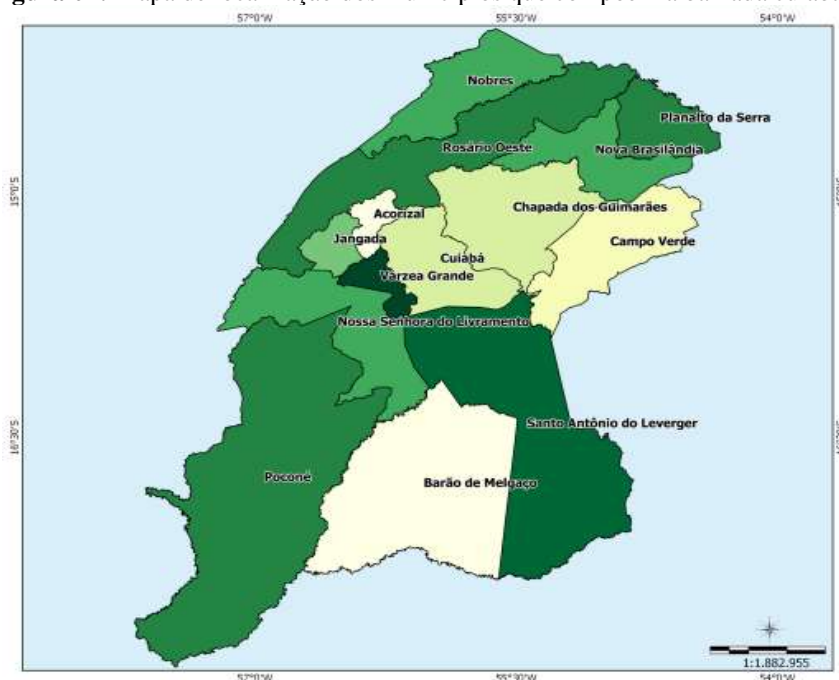 57°0'W 55°30'W 54°0'W
Nobres
Planalto da Serra
Rosário Oeste
Nova Brasilândia
15°0'S
Chapada dos Guimarães
Acorizal
Jangada
Campo Verde
Cuiabá
Várzea Grande
Nossa Senhora do Livramento
Santo Antônio do Leverger
16°30'S
Poconé
Barão de Melgaço
1:1.882.955
57°0'W 55°30'W 54°0'W